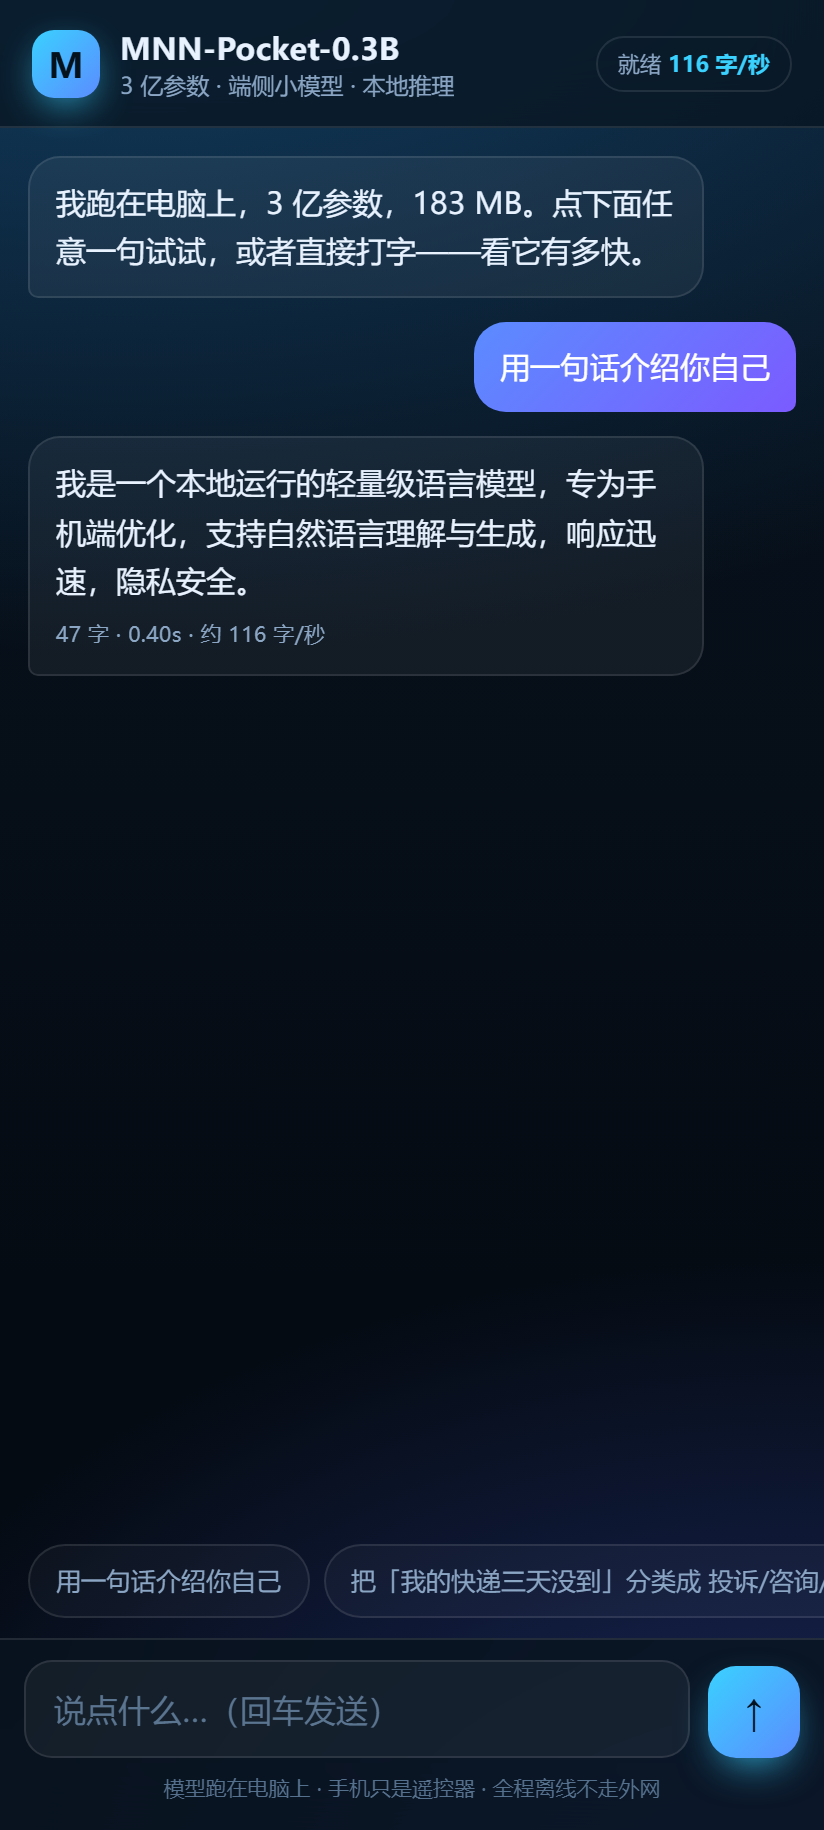 M
MNN-Pocket-0.3B
3 亿参数 · 端侧小模型 · 本地推理
就绪 116 字/秒
我跑在电脑上，3 亿参数，183 MB。点下面任
意一句试试，或者直接打字——看它有多快。
用一句话介绍你自己
我是一个本地运行的轻量级语言模型，专为手
机端优化，支持自然语言理解与生成，响应迅
速，隐私安全。
47 字 · 0.40s · 约 116 字/秒
用一句话介绍你自己
把「我的快递三天没到」分类成 投诉/咨询/
说点什么...（回车发送）
↑
模型跑在电脑上 · 手机只是遥控器 · 全程离线不走外网